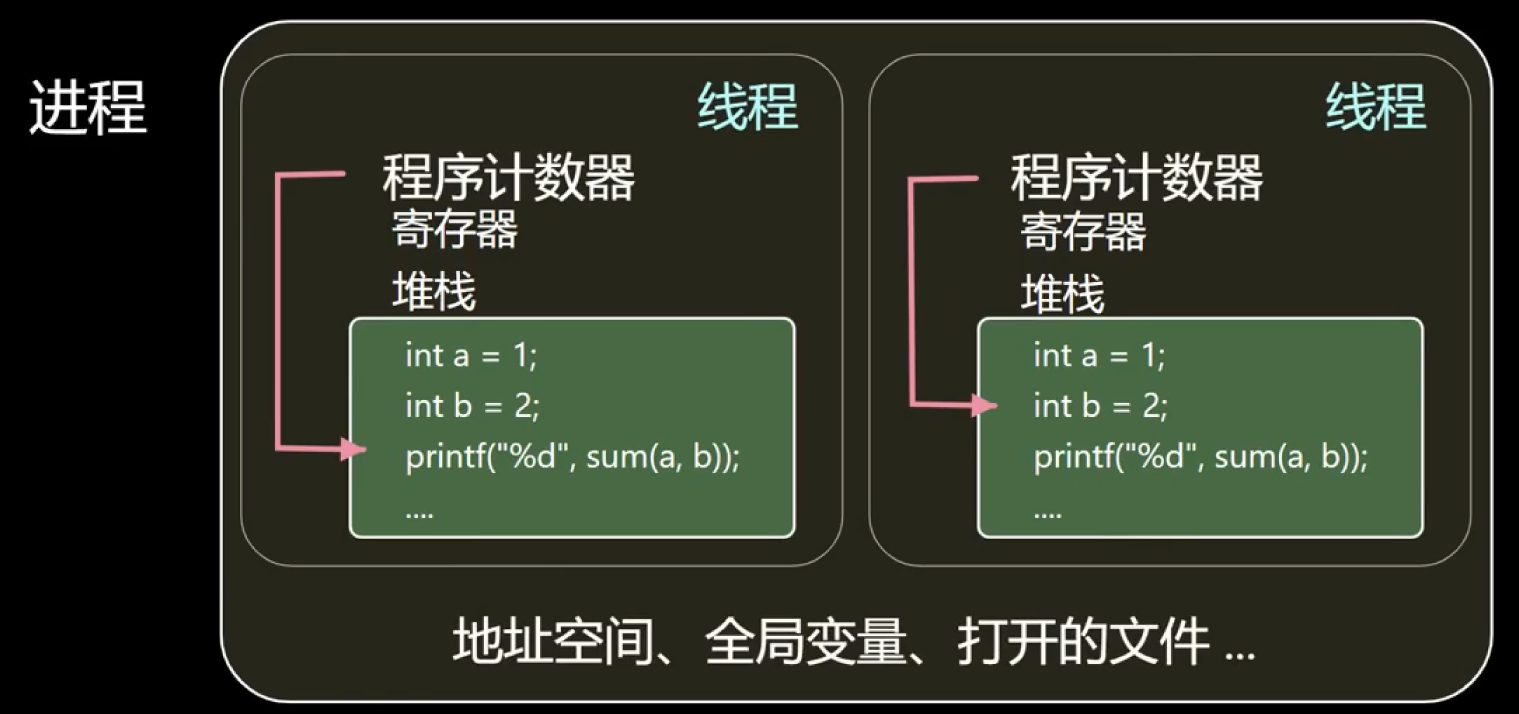 进程
线程
程序计数器
寄存器
堆栈
int a = 1;
int b = 2;
printf("%d", sum(a, b));
....
线程
程序计数器
寄存器
堆栈
int a = 1;
int b = 2;
printf("%d", sum(a, b));
....
地址空间、全局变量、打开的文件 ...